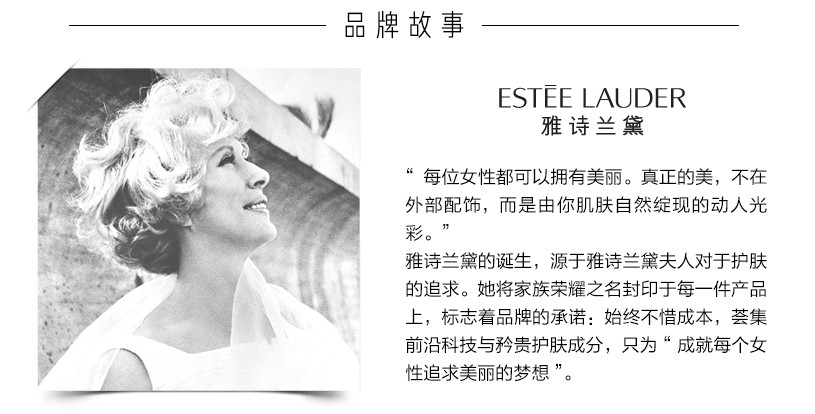 品牌故事
ESTĒE LAUDER
雅诗兰黛
“ 每位女性都可以拥有美丽。真正的美，不在
外部配饰，而是由你肌肤自然绽现的动人光
彩。”
雅诗兰黛的诞生，源于雅诗兰黛夫人对于护肤
的追求。她将家族荣耀之名封印于每一件产品
上，标志着品牌的承诺：始终不惜成本，荟集
前沿科技与矜贵护肤成分，只为 “ 成就每个女
性追求美丽的梦想 ”。